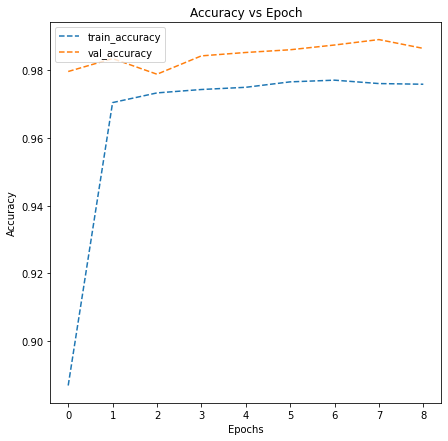 Accuracy vs Epoch
train_accuracy
val_accuracy
0.98
0.96
0.94
0.92
0.90
Accuracy
0 1 2 3 4 5 6 7 8
Epochs